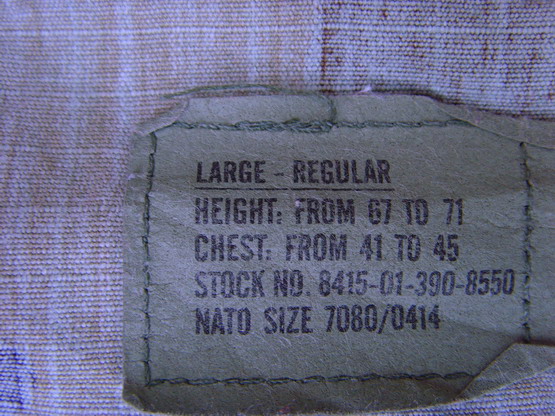 LARGE - REGULAR
HEIGHT: FROM 67 TO 71
CHEST: FROM 41 TO 45
STOCK NO. 8415-01-390-8550
NATO SIZE 7080/0414